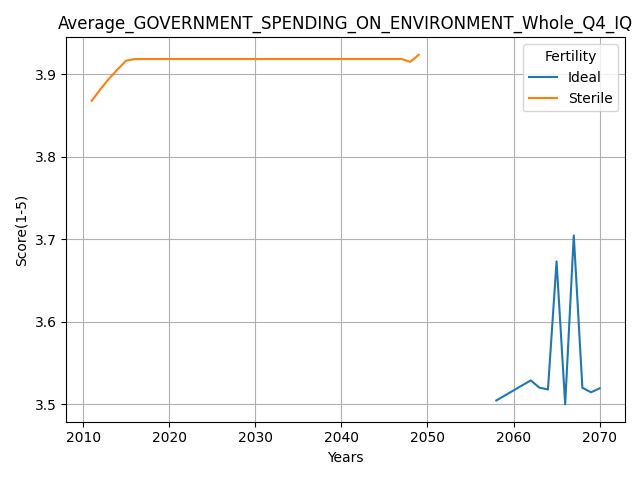 Average_GOVERNMENT_SPENDING_ON_ENVIRONMENT_Whole_Q4_IQ
Fertility
Ideal
Sterile
Score(1-5)
3.9
3.8
3.7
3.6
3.5
2010 2020 2030 2040 2050 2060 2070
Years